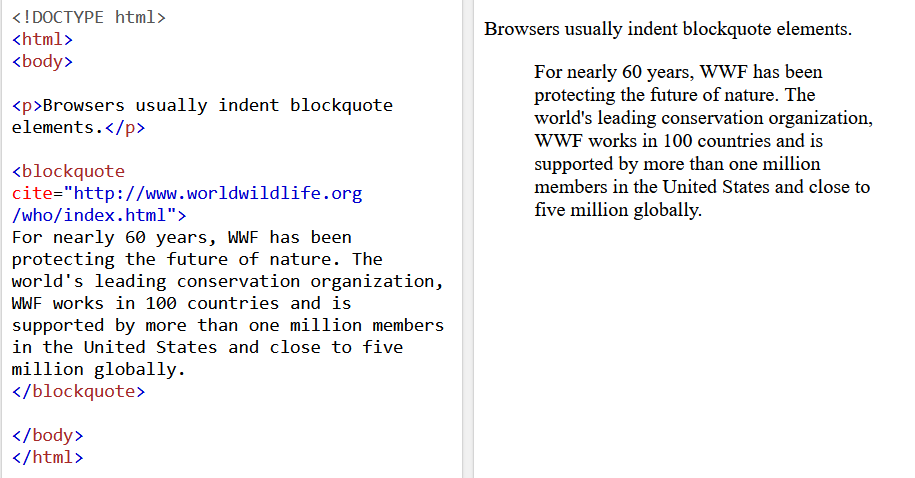 <!DOCTYPE html>
<html>
<body>
<p>Browsers usually indent blockquote
elements.</p>
<blockquote
cite="http://www.worldwildlife.org
/who/index.html">
For nearly 60 years, WWF has been
protecting the future of nature. The
world's leading conservation organization,
WWF works in 100 countries and is
supported by more than one million members
in the United States and close to five
million globally.
</blockquote>
</body>
</html>
Browsers usually indent blockquote elements.
For nearly 60 years, WWF has been
protecting the future of nature. The
world's leading conservation organization,
WWF works in 100 countries and is
supported by more than one million
members in the United States and close to
five million globally.